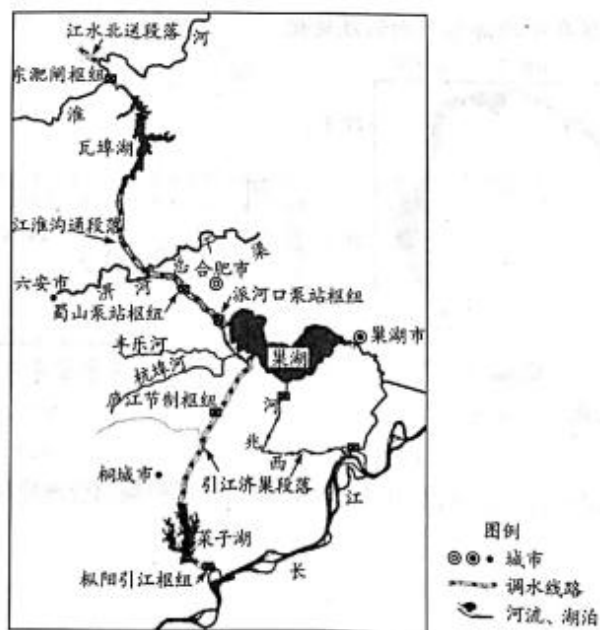 江水北送段落
河
东淝闸枢纽
淮
瓦埠湖
江淮沟通段落
淠河总干渠
六安市
合肥市
蜀山泵站枢纽
派河口泵站枢纽
巢湖市
丰乐河
巢湖
杭埠河
庐江节制枢纽
西兆河
桐城市
引江济巢段落
菜子湖
枞阳引江枢纽
长江
图例
城市
调水线路
河流、湖泊